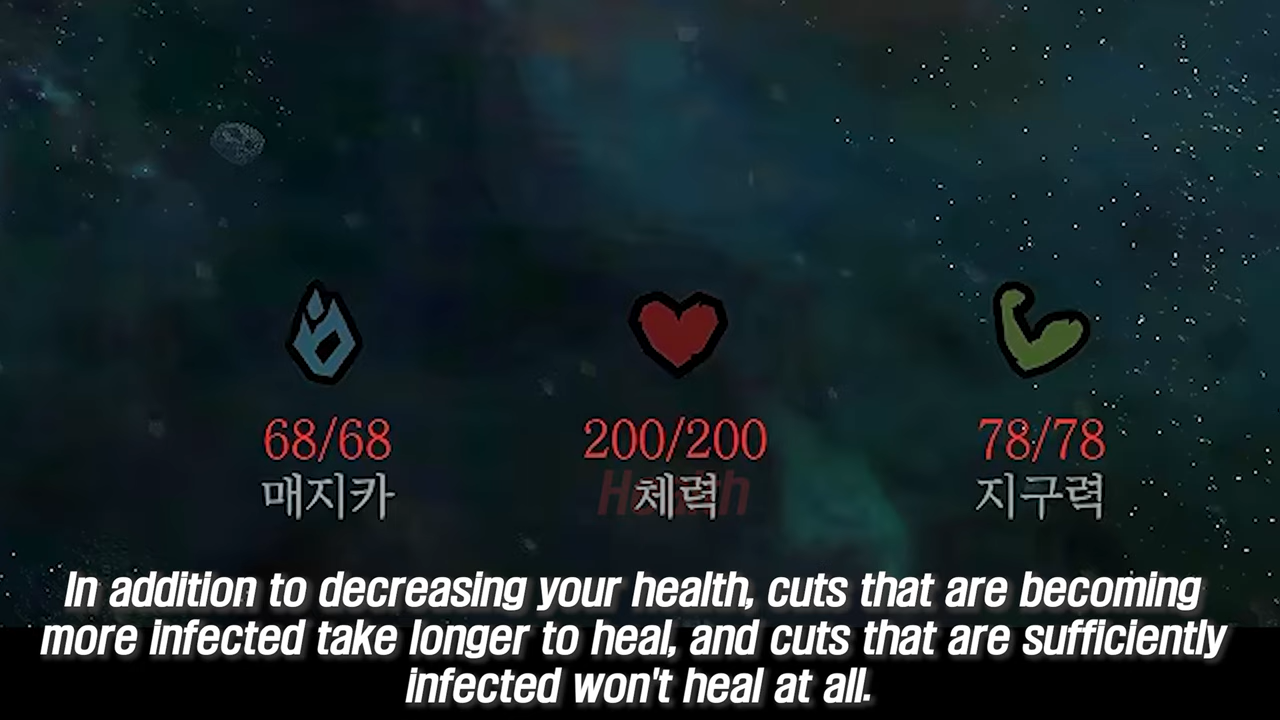 68/68 200/200 78/78
매지카 체력 지구력
Health
In addition to decreasing your health, cuts that are becoming
more infected take longer to heal, and cuts that are sufficiently
infected won't heal at all.